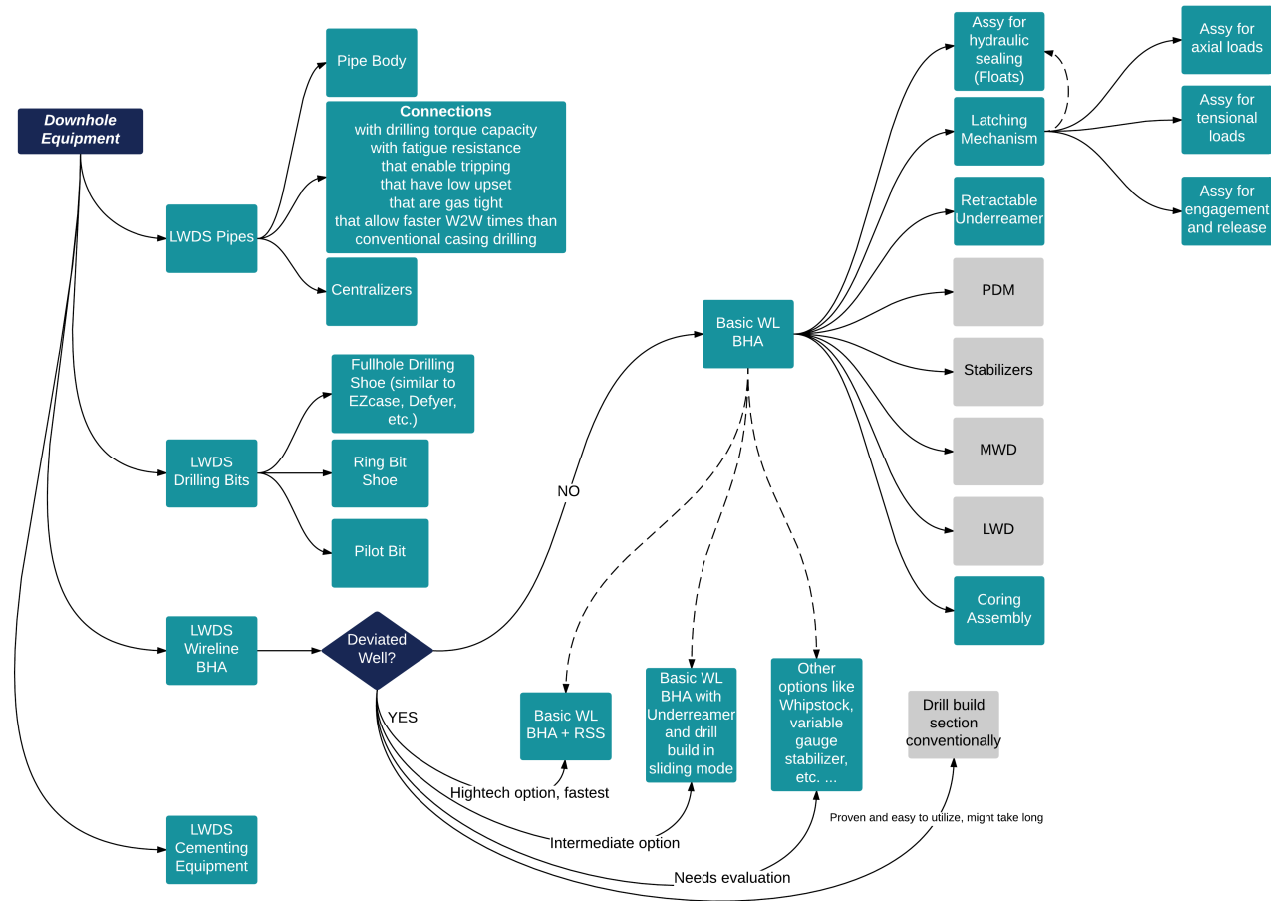 Downhole
Equipment
LWDS Pipes
Pipe Body
Connections
with drilling torque capacity
with fatigue resistance
that enable tripping
that have low upset
that are gas tight
that allow faster W2W times than
conventional casing drilling
Centralizers
LWDS
Drilling Bits
Fullhole Drilling
Shoe (similar to
EZcase, Defyer,
etc.)
Ring Bit
Shoe
Pilot Bit
LWDS
Wireline
BHA
Deviated
Well?
NO
YES
LWDS
Cementing
Equipment
Basic WL
BHA
Assy for
hydraulic
sealing
(Floats)
Latching
Mechanism
Assy for
axial loads
Assy for
tensional
loads
Assy for
engagement
and release
Retractable
Underreamer
PDM
Stabilizers
MWD
LWD
Coring
Assembly
Basic WL
BHA + RSS
Basic WL
BHA with
Underreamer
and drill
build in
sliding mode
Other
options like
Whipstock,
variable
gauge
stabilizer,
etc. ...
Drill build
section
conventionally
Hightech option, fastest
Intermediate option
Needs evaluation
Proven and easy to utilize, might take long